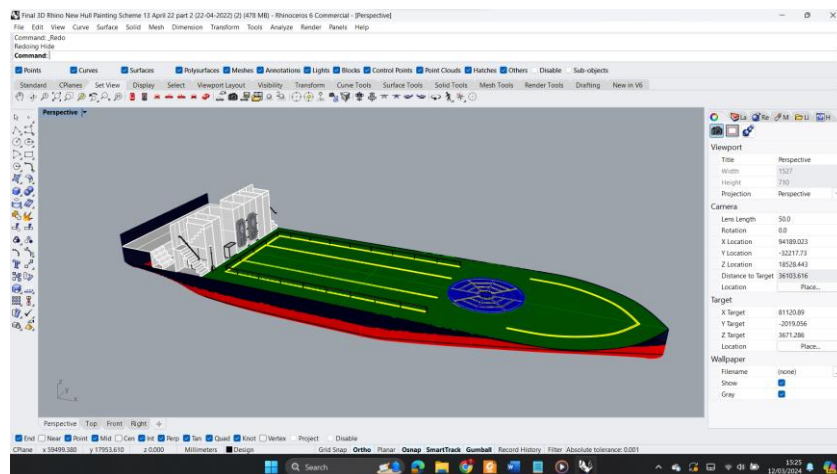 Final 3D Rhino New Hull Painting Scheme 13 April 22 part 2 (22-04-2022) (2) (478 MB) - Rhinoceros 6 Commercial - [Perspective]
File Edit View Curve Surface Solid Mesh Dimension Transform Tools Analyze Render Panels Help
Command: _Redo
Redoing Hide
Command:
Points Curves Surfaces Polysurfaces Meshes Annotations Lights Blocks Control Points Point Clouds Hatches Others Disable Sub-objects
Standard CPlanes Set View Display Select Viewport Layout Visibility Transform Curve Tools Surface Tools Solid Tools Mesh Tools Render Tools Drafting New in V6
Perspective
La Re M Li H
Viewport
Title Perspective
Width 1527
Height 710
Projection Perspective
Camera
Lens Length 50.0
Rotation 0.0
X Location 94189.023
Y Location -32217.73
Z Location 18528.443
Distance to Target 36103.616
Location Place...
Target
X Target 81120.89
Y Target -2019.056
Z Target 3671.286
Location Place...
Wallpaper
Filename (none)
Show
Gray
z
y
x
Perspective Top Front Right
End Near Point Mid Cen Int Perp Tan Quad Knot Vertex Project Disable
CPlane x 59499.380 y 17953.610 z 0.000 Millimeters Design Grid Snap Ortho Planar Osnap SmartTrack Gumball Record History Filter Absolute tolerance: 0.001
Search
15:25
12/03/2024